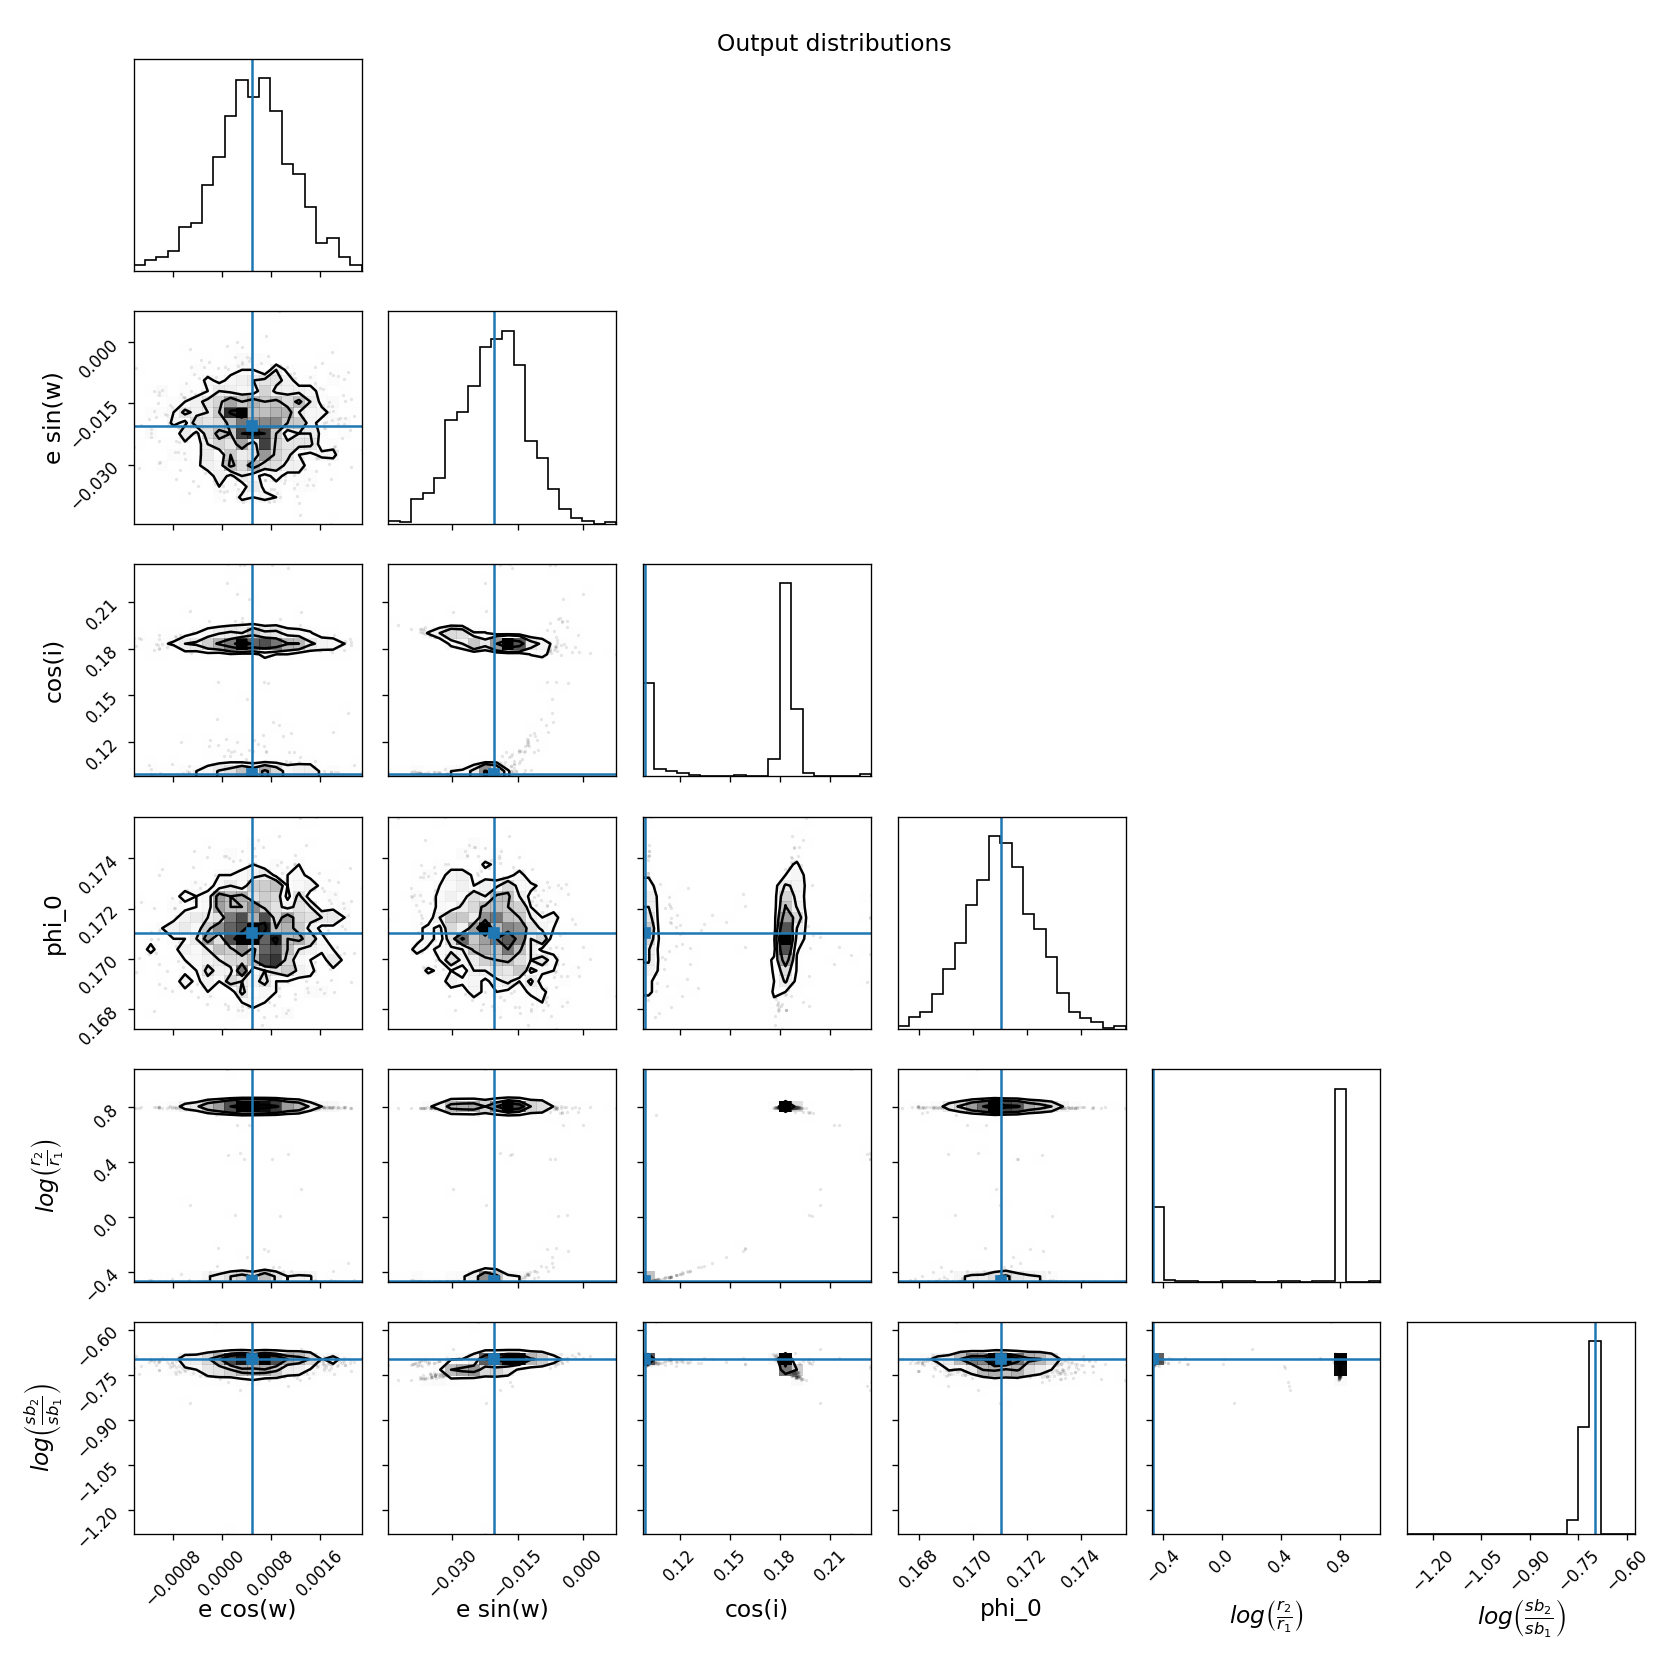 Output distributions
e sin(w)
0.000
−0.015
−0.030
cos(i)
0.21
0.18
0.15
0.12
phi_0
0.174
0.172
0.170
0.168
log(r2/r1)
0.8
0.4
0.0
−0.4
log(sb2/sb1)
−0.60
−0.75
−0.90
−1.05
−1.20
−0.0008 0.0000 0.0008 0.0016 −0.030 −0.015 0.000 0.12 0.15 0.18 0.21 0.168 0.170 0.172 0.174 −0.4 0.0 0.4 0.8 −1.20 −1.05 −0.90 −0.75 −0.60
e cos(w) e sin(w) cos(i) phi_0 log(r2/r1) log(sb2/sb1)